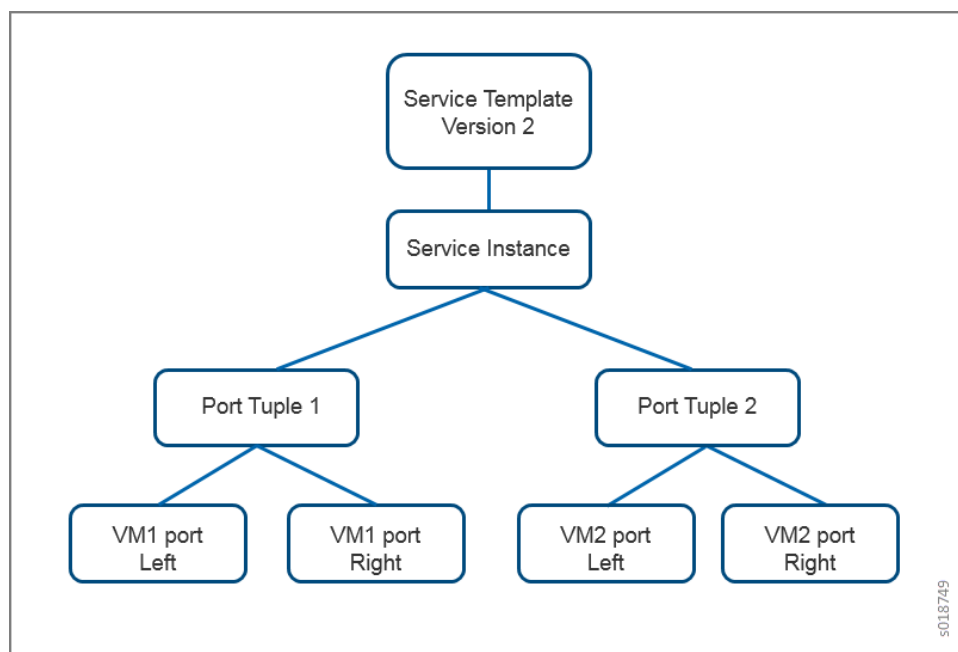 Service Template
Version 2
Service Instance
Port Tuple 1
Port Tuple 2
VM1 port
Left
VM1 port
Right
VM2 port
Left
VM2 port
Right
s018749